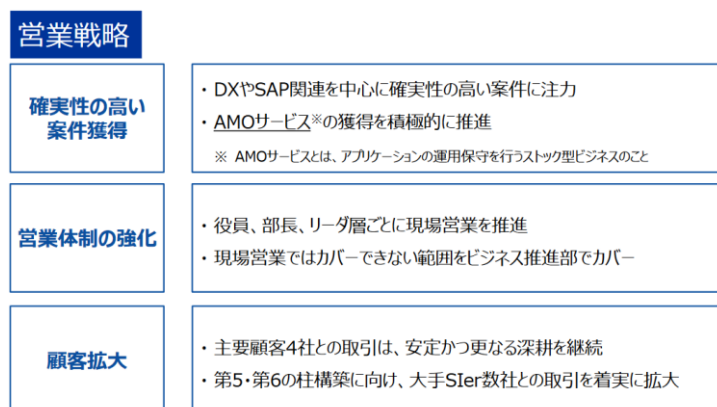 営業戦略
確実性の高い
案件獲得
・DXやSAP関連を中心に確実性の高い案件に注力
・AMOサービス※の獲得を積極的に推進
※ AMOサービスとは、アプリケーションの運用保守を行うストック型ビジネスのこと
営業体制の強化
・役員、部長、リーダ層ごとに現場営業を推進
・現場営業ではカバーできない範囲をビジネス推進部でカバー
顧客拡大
・主要顧客4社との取引は、安定かつ更なる深耕を継続
・第5・第6の柱構築に向け、大手SIer数社との取引を着実に拡大